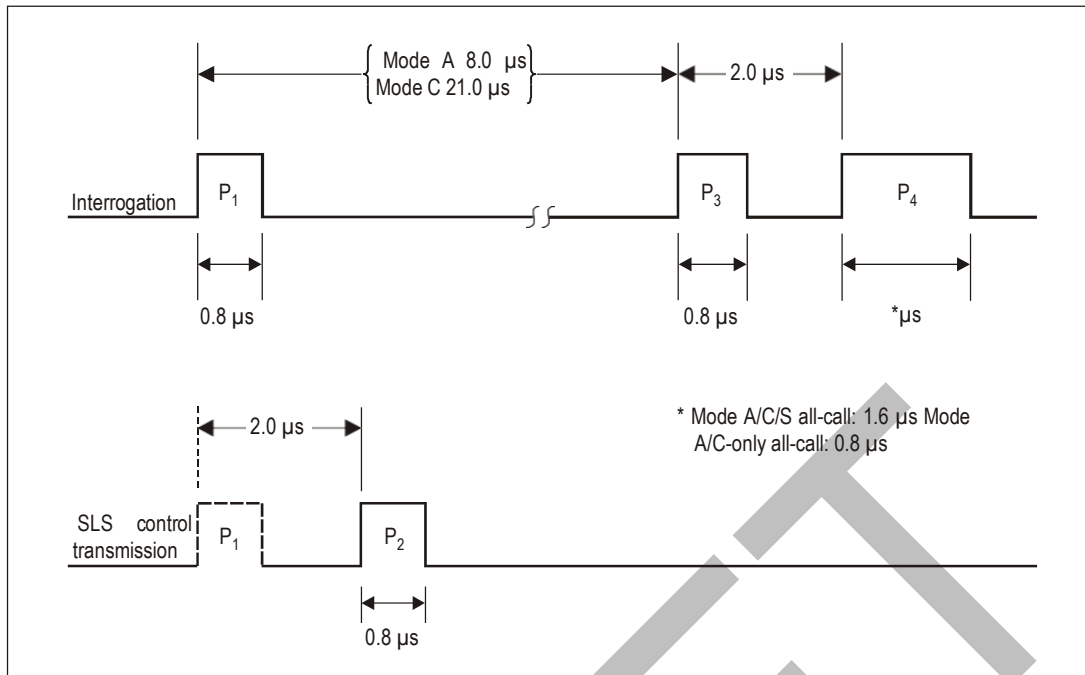 Mode A 8.0 µs
Mode C 21.0 µs
2.0 µs
Interrogation
P1
P3
P4
0.8 µs
0.8 µs
*µs
2.0 µs
* Mode A/C/S all-call: 1.6 µs Mode
A/C-only all-call: 0.8 µs
SLS control
transmission
P1
P2
0.8 µs